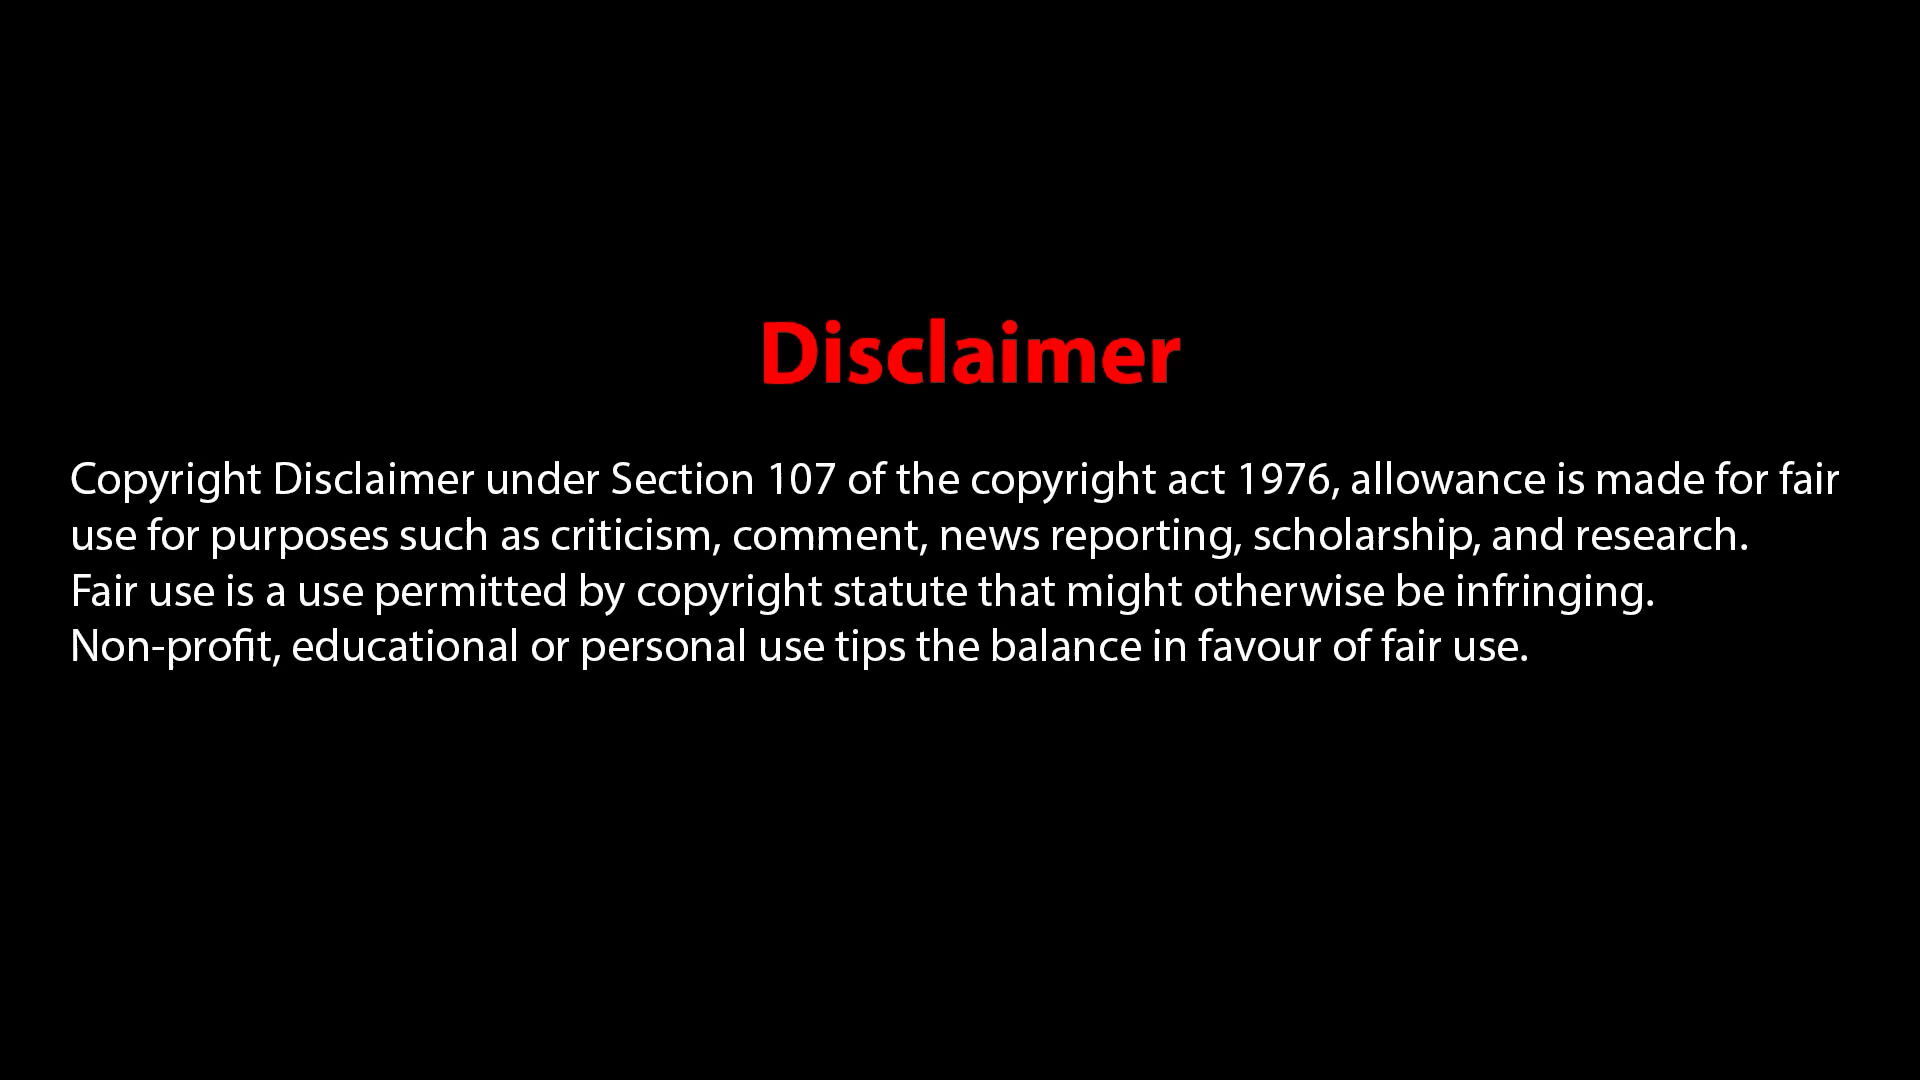 Disclaimer
Copyright Disclaimer under Section 107 of the copyright act 1976, allowance is made for fair
use for purposes such as criticism, comment, news reporting, scholarship, and research.
Fair use is a use permitted by copyright statute that might otherwise be infringing.
Non-profit, educational or personal use tips the balance in favour of fair use.